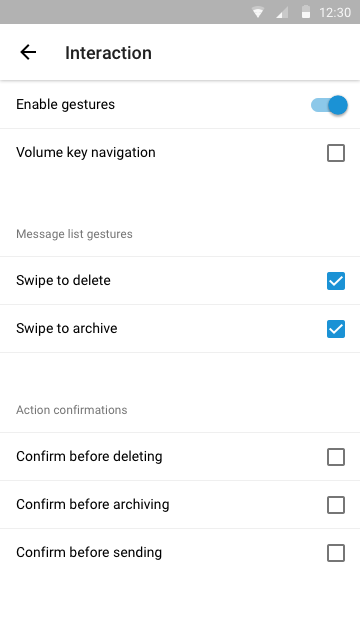 12:30
Interaction
Enable gestures
Volume key navigation
Message list gestures
Swipe to delete
Swipe to archive
Action confirmations
Confirm before deleting
Confirm before archiving
Confirm before sending